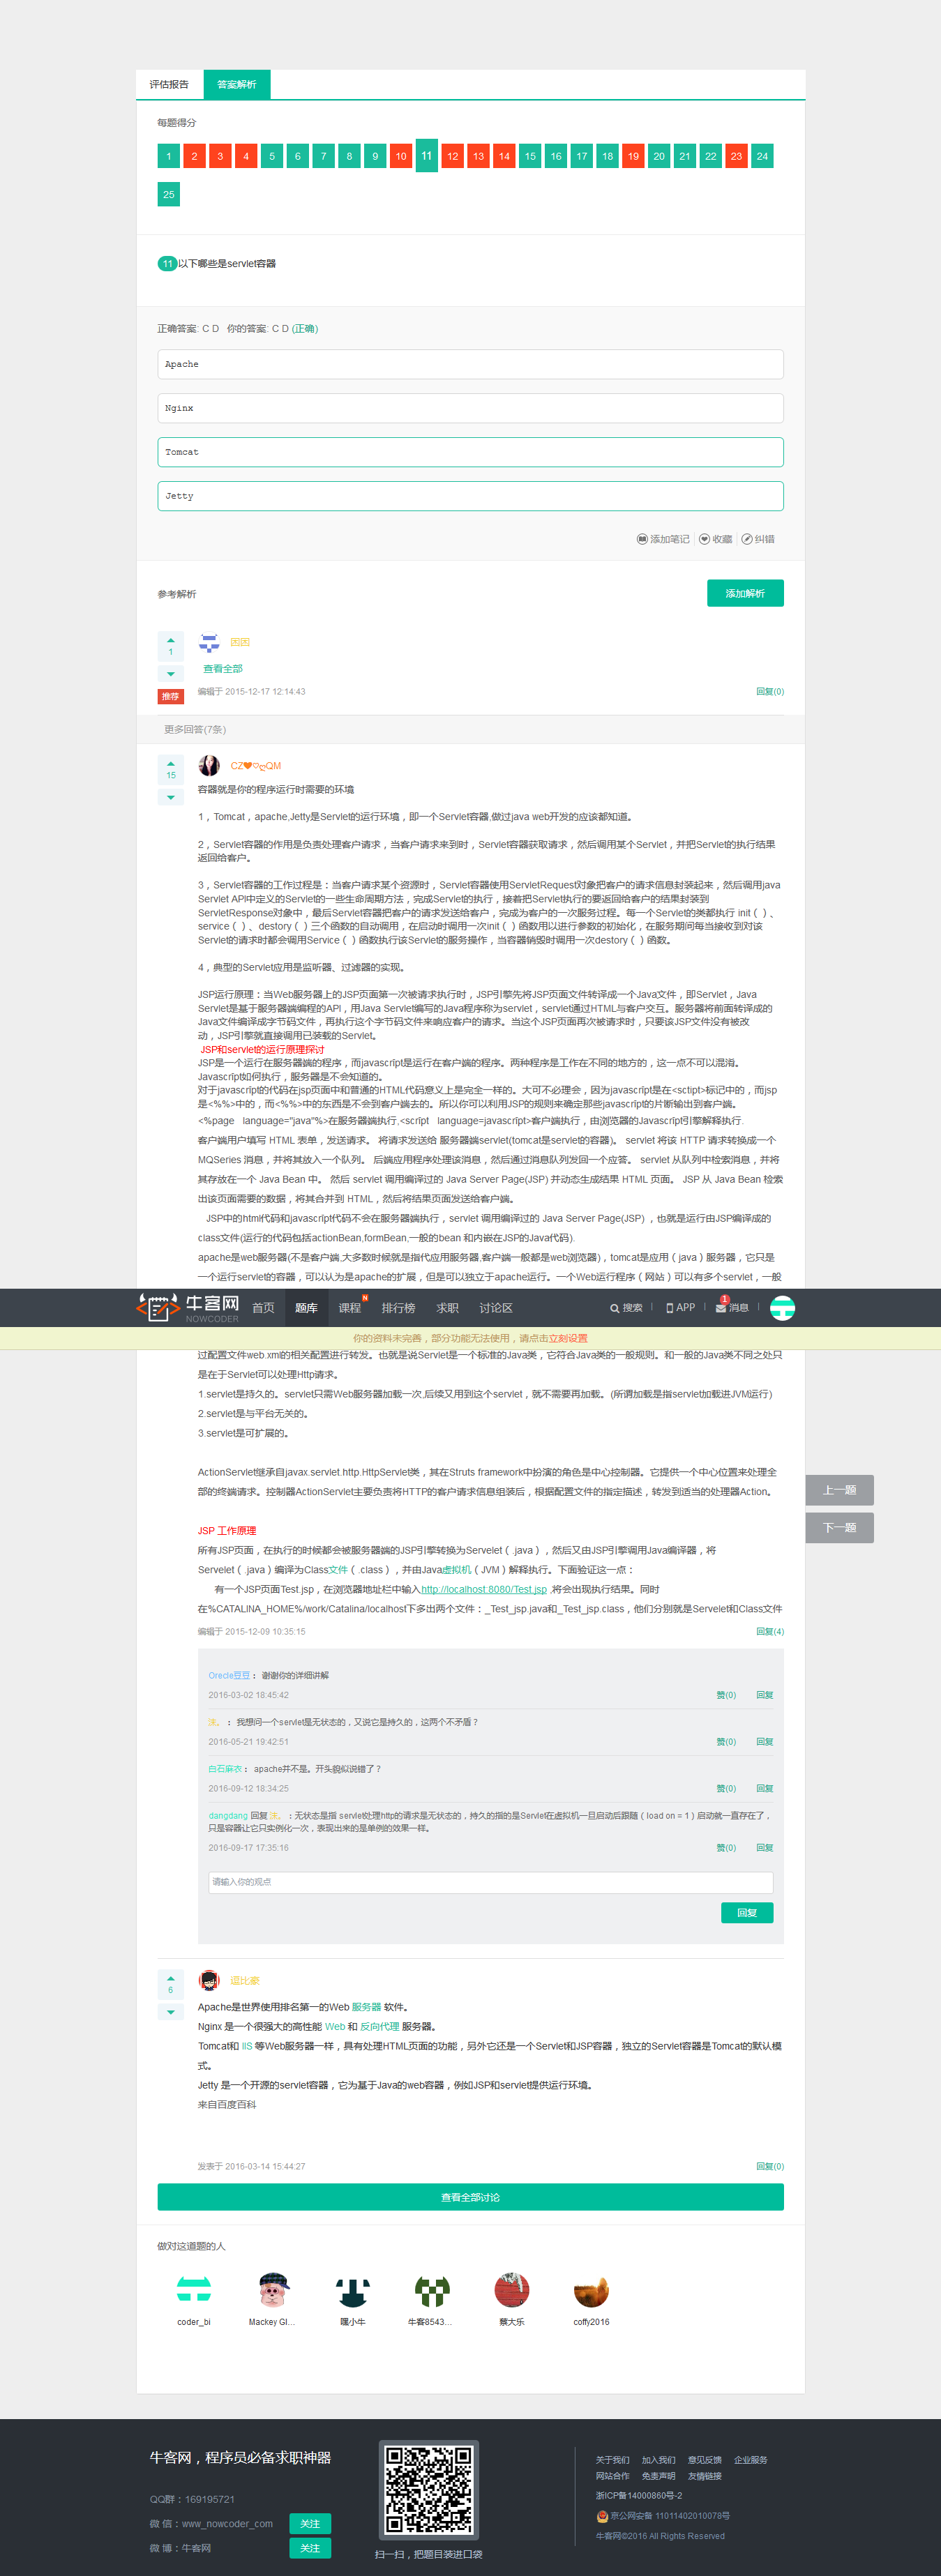 评估报告 答案解析
每题得分
1 2 3 4 5 6 7 8 9 10 11 12 13 14 15 16 17 18 19 20 21 22 23 24
25
11 以下哪些是servlet容器
正确答案: C D 你的答案: C D (正确)
Apache
Nginx
Tomcat
Jetty
添加笔记 收藏 纠错
参考解析 添加解析
1
查看全部
推荐 编辑于 2015-12-17 12:14:43 回复(0)
更多回答(7条)
15 CZ❤♡ღQM
容器就是你的程序运行时需要的环境
1，Tomcat，apache,Jetty是Servlet的运行环境，即一个Servlet容器,做过java web开发的应该都知道。
2，Servlet容器的作用是负责处理客户请求，当客户请求来到时，Servlet容器获取请求，然后调用某个Servlet，并把Servlet的执行结果
返回给客户。
3，Servlet容器的工作过程是：当客户请求某个资源时，Servlet容器使用ServletRequest对象把客户的请求信息封装起来，然后调用java
Servlet API中定义的Servlet的一些生命周期方法，完成Servlet的执行，接着把Servlet执行的要返回给客户的结果封装到
ServletResponse对象中，最后Servlet容器把客户的请求发送给客户，完成为客户的一次服务过程。每一个Servlet的类都执行 init（）、
service（）、destory（）三个函数的自动调用，在启动时调用一次init（）函数用以进行参数的初始化，在服务期间每当接收到对该
Servlet的请求时都会调用Service（）函数执行该Servlet的服务操作，当容器销毁时调用一次destory（）函数。
4，典型的Servlet应用是监听器、过滤器的实现。
JSP运行原理：当Web服务器上的JSP页面第一次被请求执行时，JSP引擎先将JSP页面文件转译成一个Java文件，即Servlet，Java
Servlet是基于服务器端编程的API，用Java Servlet编写的Java程序称为servlet，servlet通过HTML与客户交互。服务器将前面转译成的
Java文件编译成字节码文件，再执行这个字节码文件来响应客户的请求。当这个JSP页面再次被请求时，只要该JSP文件没有被改
动，JSP引擎就直接调用已装载的Servlet。
JSP和servlet的运行原理探讨
JSP是一个运行在服务器端的程序，而javascript是运行在客户端的程序。两种程序是工作在不同的地方的，这一点不可以混淆。
Javascript如何执行，服务器是不会知道的。
对于javascript的代码在jsp页面中和普通的HTML代码意义上是完全一样的。大可不必理会，因为javascript是在<sctipt>标记中的，而jsp
是<%%>中的，而<%%>中的东西是不会到客户端去的。所以你可以利用JSP的规则来确定那些javascript的片断输出到客户端。
<%page language="java"%>在服务器端执行,<script language=javascript>客户端执行，由浏览器的Javascript引擎解释执行.
客户端用户填写 HTML 表单，发送请求。 将请求发送给 服务器端servlet(tomcat是servlet的容器)。 servlet 将该 HTTP 请求转换成一个
MQSeries 消息，并将其放入一个队列。 后端应用程序处理该消息，然后通过消息队列发回一个应答。 servlet 从队列中检索消息，并将
其存放在一个 Java Bean 中。 然后 servlet 调用编译过的 Java Server Page(JSP) 并动态生成结果 HTML 页面。 JSP 从 Java Bean 检索
出该页面需要的数据，将其合并到 HTML，然后将结果页面发送给客户端。
JSP中的html代码和javascript代码不会在服务器端执行，servlet 调用编译过的 Java Server Page(JSP) ，也就是运行由JSP编译成的
class文件(运行的代码包括actionBean,formBean,一般的bean 和内嵌在JSP的Java代码).
apache是web服务器(不是客户端,大多数时候就是指代应用服务器,客户端一般都是web浏览器)，tomcat是应用（java）服务器，它只是
一个运行servlet的容器，可以认为是apache的扩展，但是可以独立于apache运行。一个Web运行程序（网站）可以有多个servlet，一般
牛客网 NOWCODER 首页 题库 课程 N 排行榜 求职 讨论区 搜索 APP 消息 1
你的资料未完善，部分功能无法使用，请点击立刻设置
过配置文件web.xml的相关配置进行转发。也就是说Servlet是一个标准的Java类，它符合Java类的一般规则。和一般的Java类不同之处只
是在于Servlet可以处理Http请求。
1.servlet是持久的。servlet只需Web服务器加载一次,后续又用到这个servlet，就不需要再加载。(所谓加载是指servlet加载进JVM运行)
2.servlet是与平台无关的。
3.servlet是可扩展的。
ActionServlet继承自javax.servlet.http.HttpServlet类，其在Struts framework中扮演的角色是中心控制器。它提供一个中心位置来处理全
部的终端请求。控制器ActionServlet主要负责将HTTP的客户请求信息组装后，根据配置文件的指定描述，转发到适当的处理器Action。
上一题
下一题
JSP 工作原理
所有JSP页面，在执行的时候都会被服务器端的JSP引擎转换为Servelet（.java），然后又由JSP引擎调用Java编译器，将
Servelet（.java）编译为Class文件（.class），并由Java虚拟机（JVM）解释执行。下面验证这一点：
有一个JSP页面Test.jsp，在浏览器地址栏中输入http://localhost:8080/Test.jsp ,将会出现执行结果。同时
在%CATALINA_HOME%/work/Catalina/localhost下多出两个文件：_Test_jsp.java和_Test_jsp.class，他们分别就是Servelet和Class文件
编辑于 2015-12-09 10:35:15 回复(4)
Orecle豆豆 ： 谢谢你的详细讲解
2016-03-02 18:45:42 赞(0) 回复
沫。 ： 我想问一个servlet是无状态的，又说它是持久的，这两个不矛盾？
2016-05-21 19:42:51 赞(0) 回复
白石麻衣 ： apache并不是。开头貌似说错了？
2016-09-12 18:34:25 赞(0) 回复
dangdang 回复 沫。 ：无状态是指 servlet处理http的请求是无状态的，持久的指的是Servlet在虚拟机一旦启动后跟随（load on = 1）启动就一直存在了，
只是容器让它只实例化一次，表现出来的是单例的效果一样。
2016-09-17 17:35:16 赞(0) 回复
请输入你的观点
回复
6 逗比豪
Apache是世界使用排名第一的Web 服务器 软件。
Nginx 是一个很强大的高性能 Web 和 反向代理 服务器。
Tomcat和 IIS 等Web服务器一样，具有处理HTML页面的功能，另外它还是一个Servlet和JSP容器，独立的Servlet容器是Tomcat的默认模
式。
Jetty 是一个开源的servlet容器，它为基于Java的web容器，例如JSP和servlet提供运行环境。
来自百度百科
发表于 2016-03-14 15:44:27 回复(0)
查看全部讨论
做对这道题的人
coder_bi Mackey Gl... 嘿小牛 牛客8543... 蔡大乐 coffy2016
牛客网，程序员必备求职神器
QQ群：169195721
微 信：www_nowcoder_com 关注
微 博：牛客网 关注
扫一扫，把题目装进口袋
关于我们 加入我们 意见反馈 企业服务
网站合作 免责声明 友情链接
浙ICP备14000860号-2
京公网安备 11011402010078号
牛客网©2016 All Rights Reserved